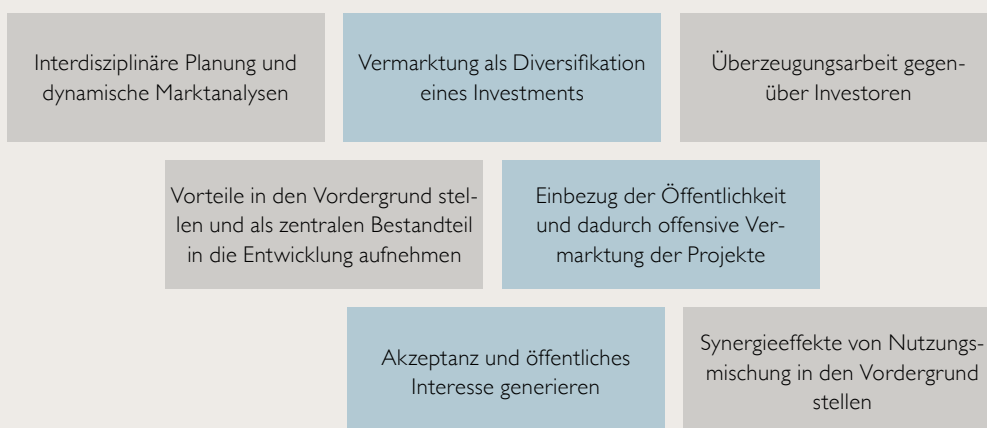 Interdisziplinäre Planung und
dynamische Marktanalysen
Vermarktung als Diversifikation
eines Investments
Überzeugungsarbeit gegen-
über Investoren
Vorteile in den Vordergrund stel-
len und als zentralen Bestandteil
in die Entwicklung aufnehmen
Einbezug der Öffentlichkeit
und dadurch offensive Ver-
marktung der Projekte
Akzeptanz und öffentliches
Interesse generieren
Synergieeffekte von Nutzungs-
mischung in den Vordergrund
stellen